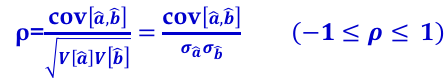 ρ=cov[â,b̂]/√V[â]V[b̂] = cov[â,b̂]/σ_â σ_b̂ (−1 ≤ ρ ≤ 1)